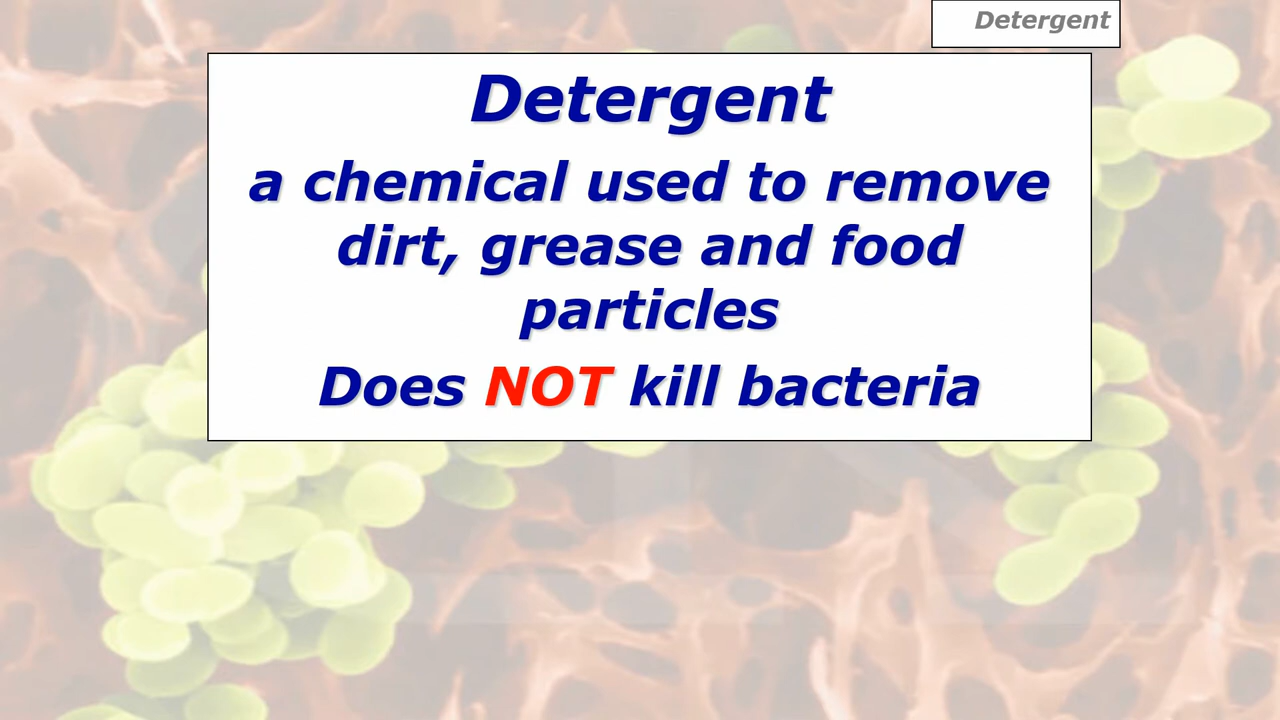 Detergent
Detergent
a chemical used to remove
dirt, grease and food
particles
Does NOT kill bacteria